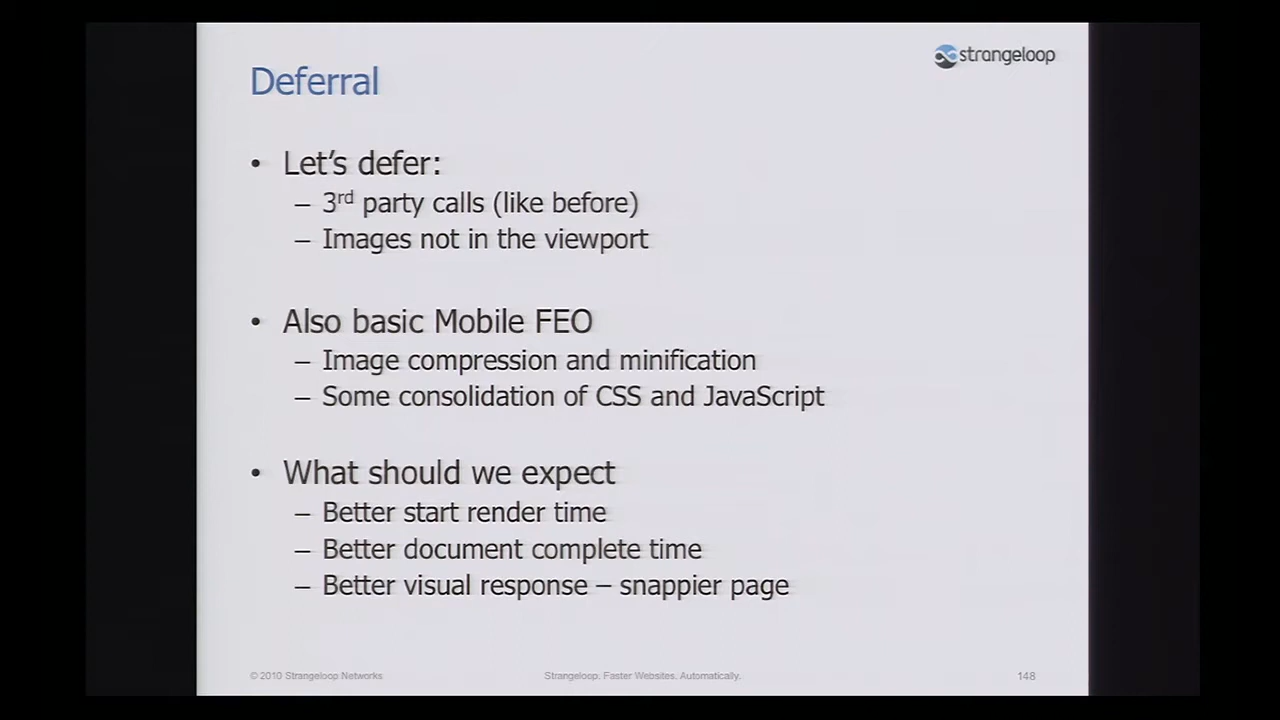 strangeloop
Deferral
• Let's defer:
– 3rd party calls (like before)
– Images not in the viewport
• Also basic Mobile FEO
– Image compression and minification
– Some consolidation of CSS and JavaScript
• What should we expect
– Better start render time
– Better document complete time
– Better visual response – snappier page
© 2010 Strangeloop Networks
Strangeloop. Faster Websites. Automatically.
148